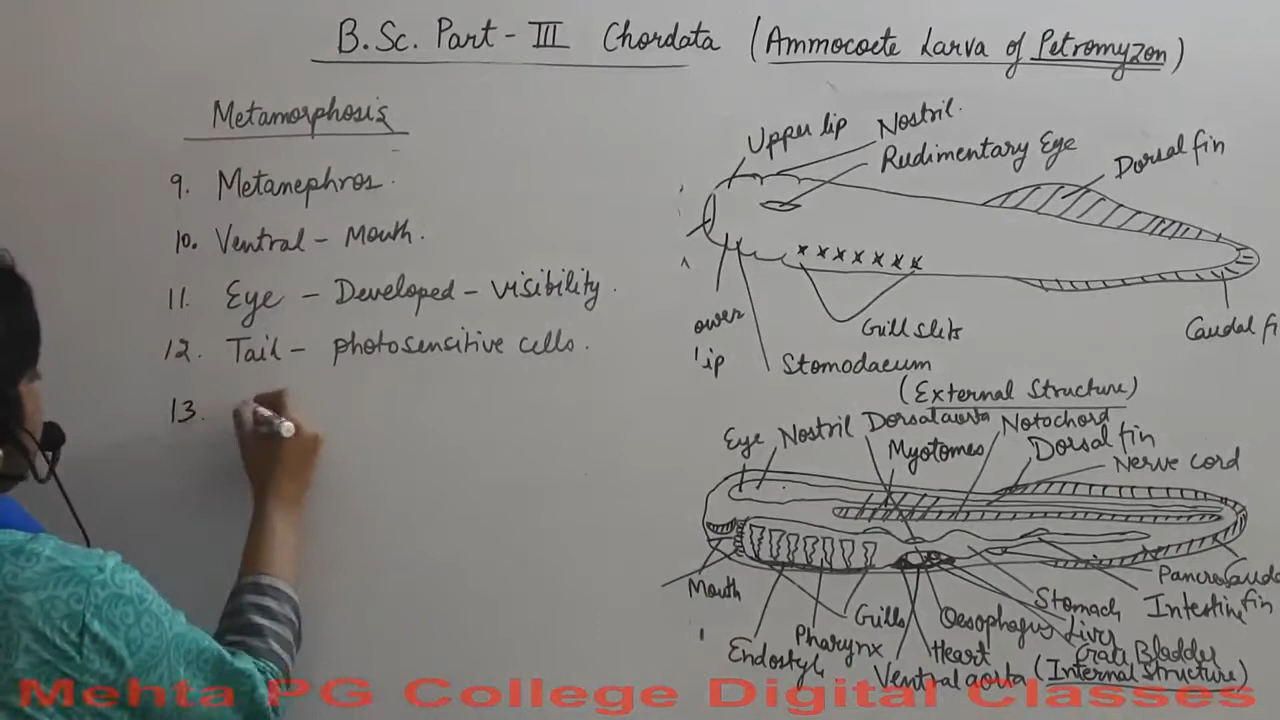 B.Sc. Part - III Chordata (Ammocoete Larva of Petromyzon)
Metamorphosis
9. Metanephros.
10. Ventral - Mouth.
11. Eye - Developed - visibility.
12. Tail - photosensitive cells.
13.
Upper lip
Nostril.
Rudimentary Eye
Dorsal fin
ower
lip
Gill slits
Caudal fi
Stomodaeum
(External Structure)
Eye
Nostril
Dorsal aorta
Notochord
Myotomes
Dorsal fin
Nerve cord
Mouth
Endostyl
Pharynx
Gills
Ventral aorta
Heart
Oesophagus
Stomach
Liver
Gall Bladder
Intestine
fin
(Internal Structure)
Mehta PG College Digital Classes